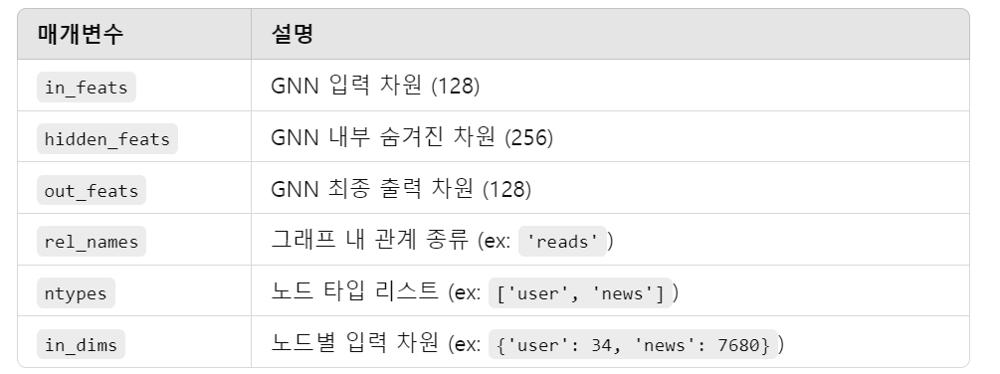 매개변수 설명
in_feats GNN 입력 차원 (128)
hidden_feats GNN 내부 숨겨진 차원 (256)
out_feats GNN 최종 출력 차원 (128)
rel_names 그래프 내 관계 종류 (ex: 'reads')
ntypes 노드 타입 리스트 (ex: ['user', 'news'])
in_dims 노드별 입력 차원 (ex: {'user': 34, 'news': 7680})